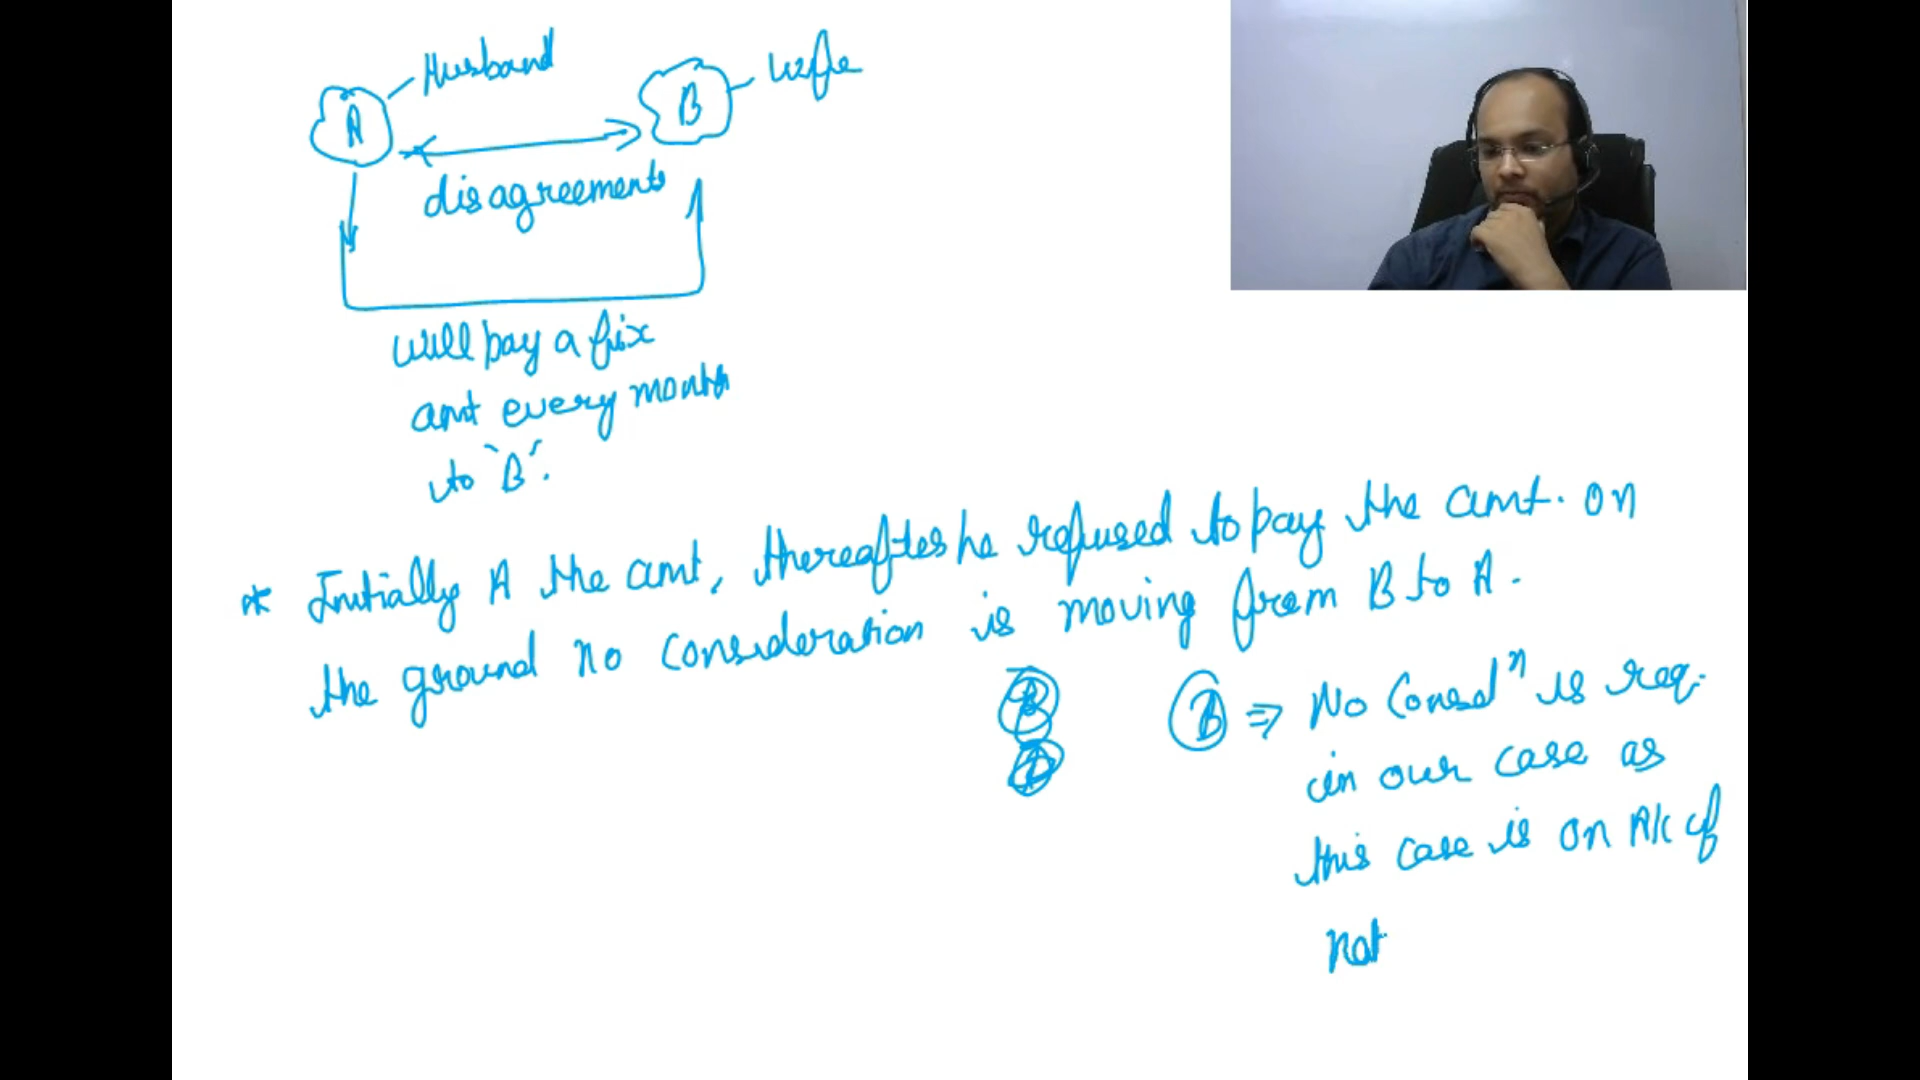 Husband
wife
A
B
disagreements
will pay a fix
amt every month
to "B".
* Initially A the amt, thereafter he refused to pay the amt. on
the ground no consideration is moving from B to A.
B ⇒ No Consdⁿ is req.
in our case as
this case is on A/c of
nat